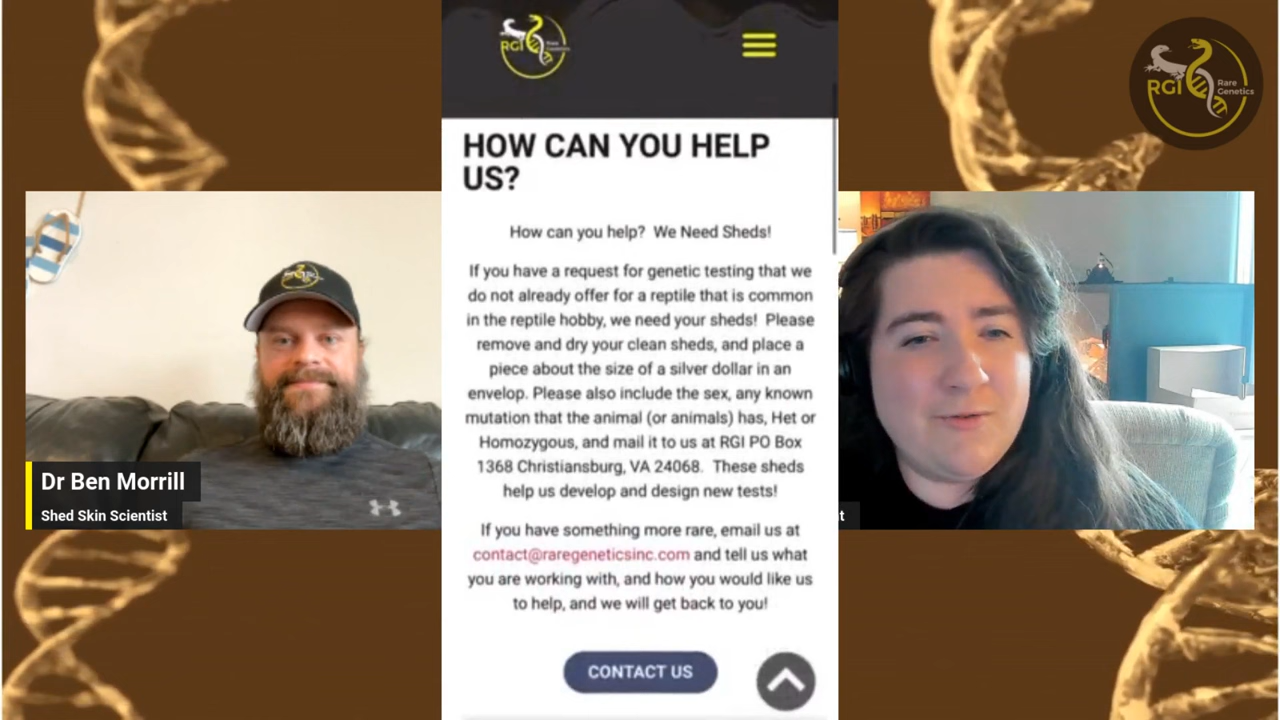 RGI
Rare
Genetics
HOW CAN YOU HELP
US?
How can you help? We Need Sheds!
If you have a request for genetic testing that we
do not already offer for a reptile that is common
in the reptile hobby, we need your sheds! Please
remove and dry your clean sheds, and place a
piece about the size of a silver dollar in an
envelop. Please also include the sex, any known
mutation that the animal (or animals) has, Het or
Homozygous, and mail it to us at RGI PO Box
1368 Christiansburg, VA 24068. These sheds
help us develop and design new tests!
If you have something more rare, email us at
contact@raregeneticsinc.com and tell us what
you are working with, and how you would like us
to help, and we will get back to you!
CONTACT US
Dr Ben Morrill
Shed Skin Scientist
RGI
Rare
Genetics